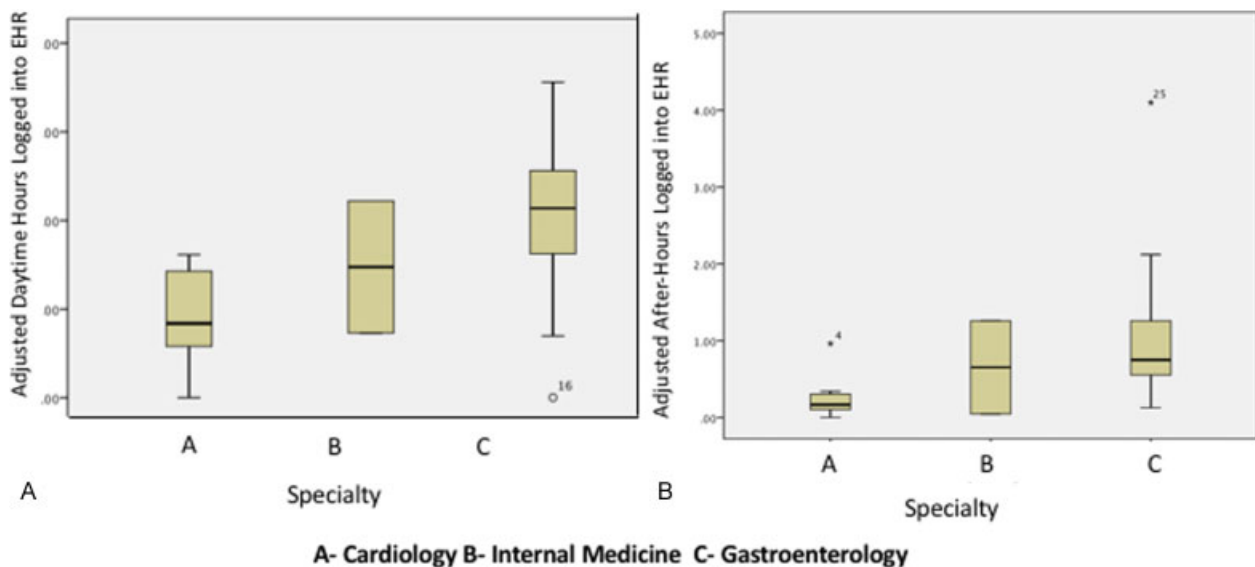 Adjusted Daytime Hours Logged into EHR
.00
.00
.00
.00
.00
16
A B C
Specialty
A
Adjusted After-Hours Logged into EHR
5.00
4.00
3.00
2.00
1.00
.00
4
25
A B C
Specialty
B
A- Cardiology B- Internal Medicine C- Gastroenterology